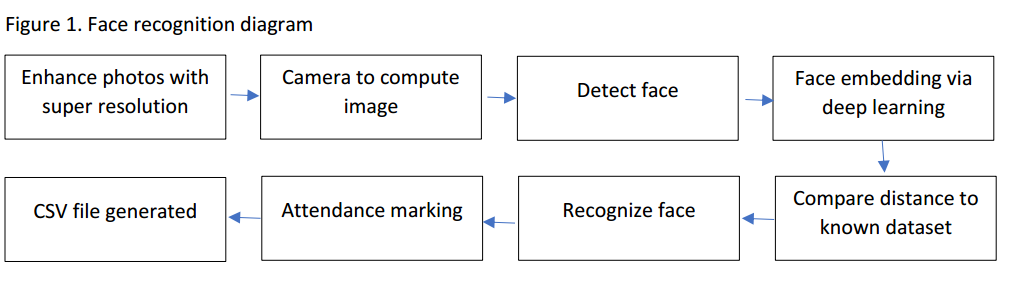 Figure 1. Face recognition diagram
Enhance photos with
super resolution
Camera to compute
image
Detect face
Face embedding via
deep learning
Compare distance to
known dataset
Recognize face
Attendance marking
CSV file generated